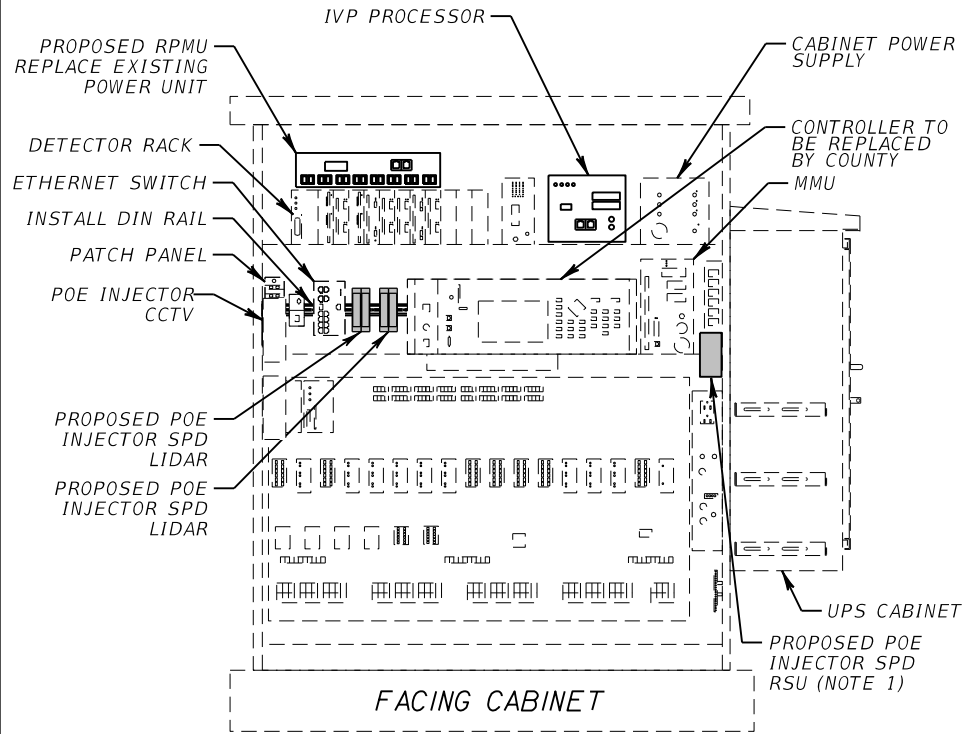 IVP PROCESSOR
PROPOSED RPMU
REPLACE EXISTING
POWER UNIT
CABINET POWER
SUPPLY
DETECTOR RACK
CONTROLLER TO
BE REPLACED
BY COUNTY
ETHERNET SWITCH
MMU
INSTALL DIN RAIL
PATCH PANEL
POE INJECTOR
CCTV
PROPOSED POE
INJECTOR SPD
LIDAR
PROPOSED POE
INJECTOR SPD
LIDAR
UPS CABINET
PROPOSED POE
INJECTOR SPD
RSU (NOTE 1)
FACING CABINET